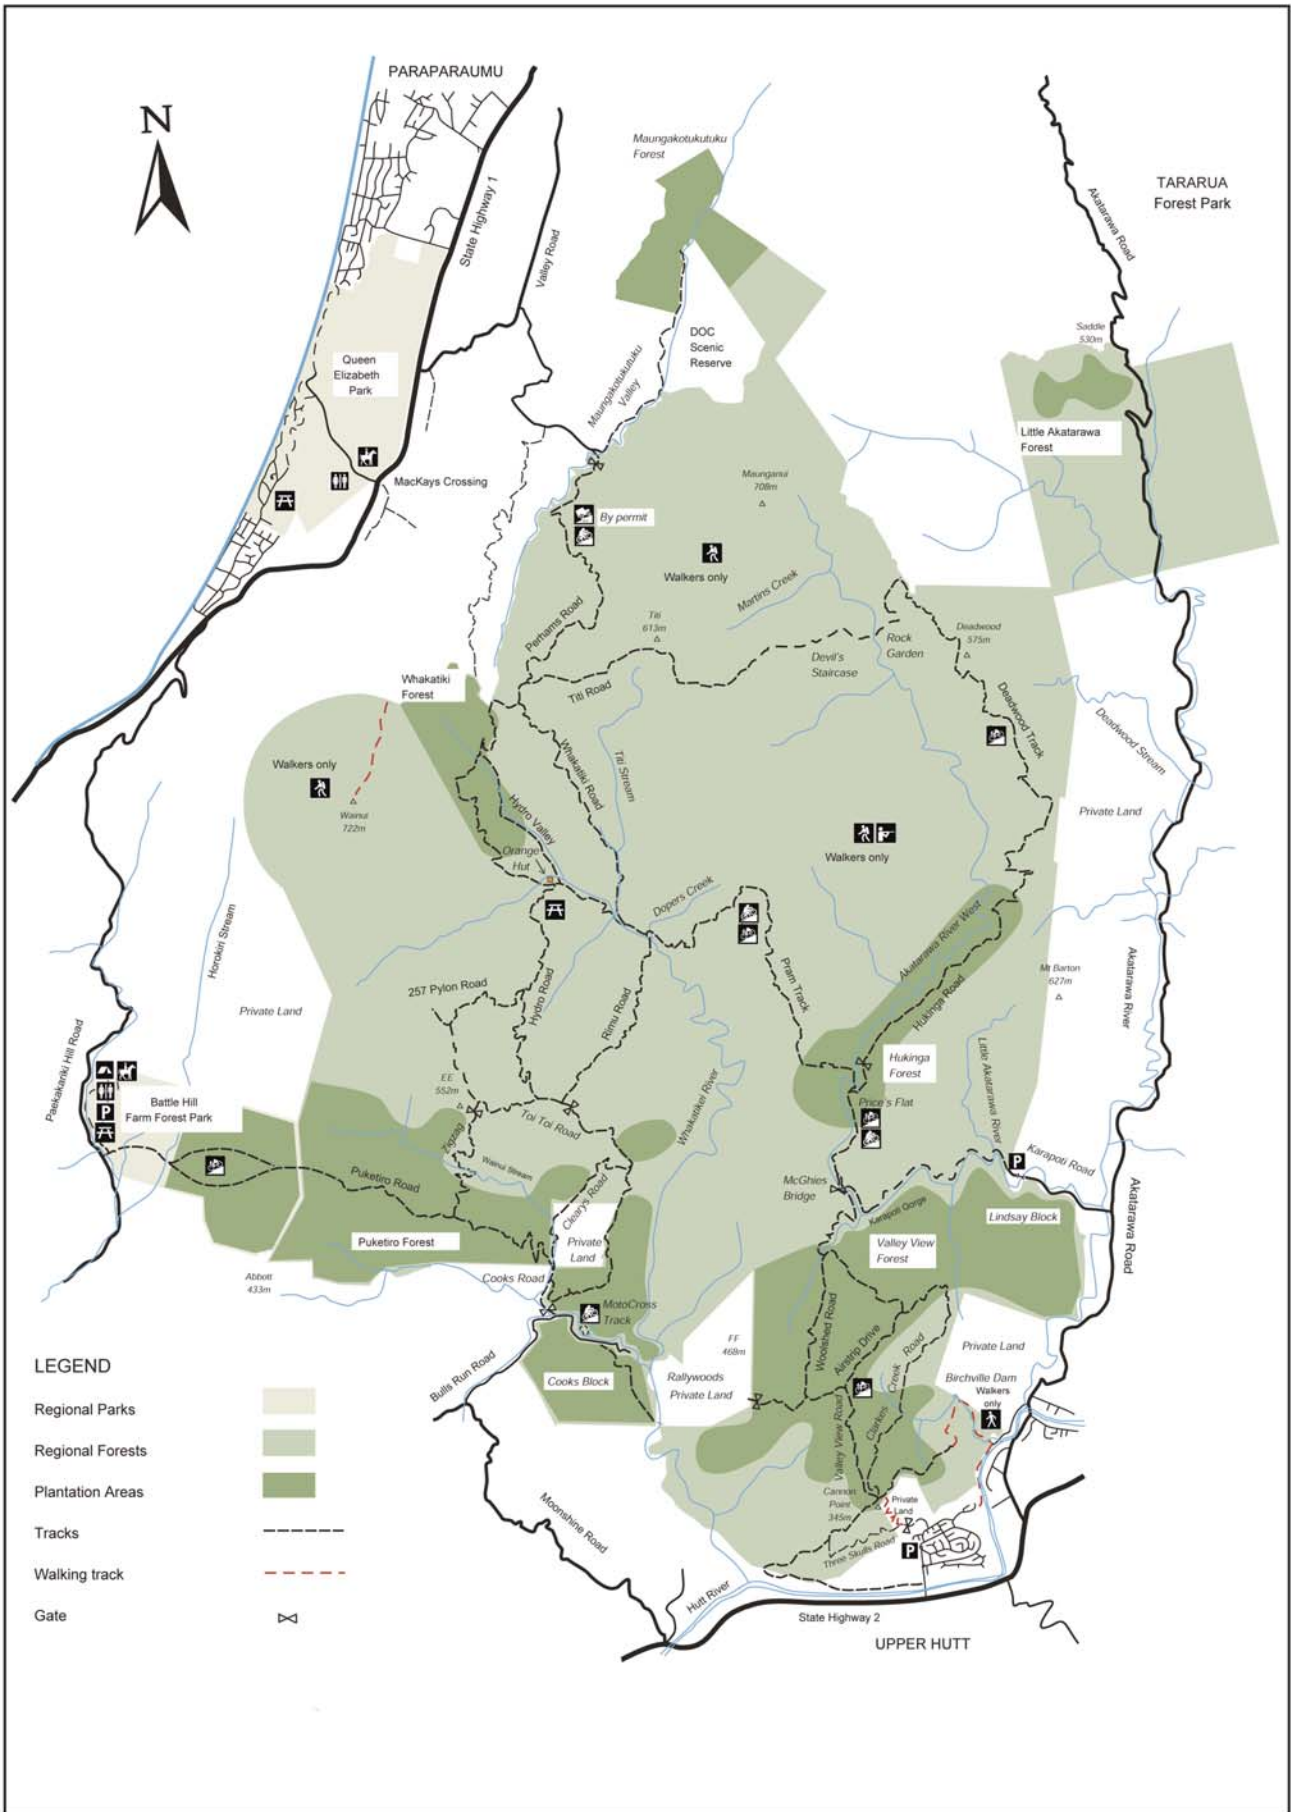 PARAPARAUMU
N
State Highway 1
Valley Road
Maungakotukutuku
Forest
Akatarawa Road
TARARUA
Forest Park
Queen
Elizabeth
Park
DOC
Scenic
Reserve
Maungakotukutuku
Valley
Saddle
530m
Little Akatarawa
Forest
MacKays Crossing
Maunganui
708m
By permit
Walkers only
Martins Creek
Perhams Road
Titi
613m
Devil's
Staircase
Rock
Garden
Deadwood
575m
Whakatiki
Forest
Titi Road
Deadwood Track
Deadwood Stream
Walkers only
Wainui
722m
Whakatiki Road
Titi Stream
Hydro Valley
Private Land
Orange
Hut
Walkers only
Dopers Creek
Horokiri Stream
Akatarawa River West
Mt Barton
627m
Akatarawa River
257 Pylon Road
Hydro Road
Rimu Road
Pram Track
Hukinga Road
Private Land
Paekakariki Hill Road
Little Akatarawa River
Hukinga
Forest
EE
552m
Whakatikei River
Battle Hill
Farm Forest Park
P
Price's Flat
Toi Toi Road
Zigzag
Wainui Stream
Puketiro Road
Clearys Road
P
Karapoti Road
McGhies
Bridge
Karapoti Gorge
Lindsay Block
Akatarawa Road
Puketiro Forest
Private
Land
Valley View
Forest
Abbott
433m
Cooks Road
MotoCross
Track
Woolshed Road
Airstrip Drive
FF
468m
Private Land
LEGEND
Bulls Run Road
Cooks Block
Rallywoods
Private Land
Creek Road
Birchville Dam
Walkers
only
Regional Parks
Clarkes
Valley View Road
Regional Forests
Plantation Areas
Cannon
Point
345m
Private
Land
Moonshine Road
Tracks
Three Skulls Road
P
Walking track
Hutt River
Gate
State Highway 2
UPPER HUTT